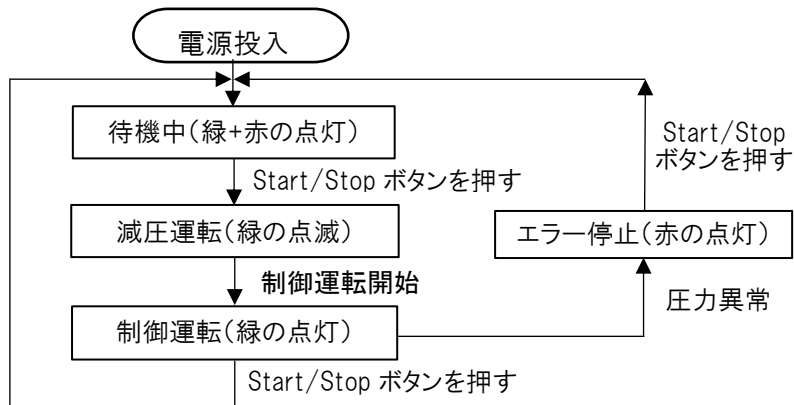 電源投入
待機中(緑+赤の点灯)
Start/Stop ボタンを押す
減圧運転(緑の点滅)
制御運転開始
制御運転(緑の点灯)
Start/Stop ボタンを押す
圧力異常
エラー停止(赤の点灯)
Start/Stop
ボタンを押す